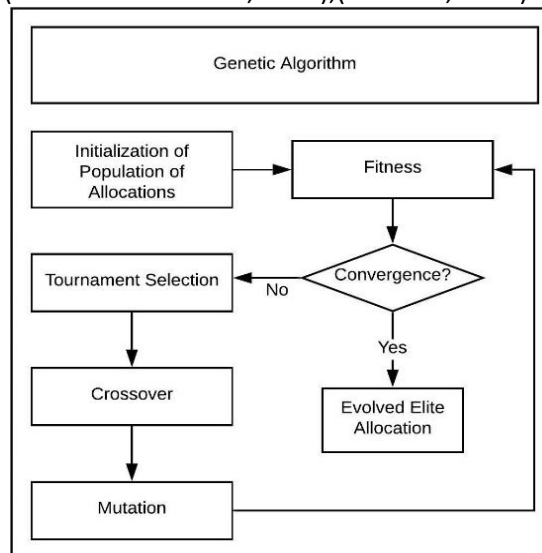 Genetic Algorithm
Initialization of
Population of
Allocations
Fitness
Tournament Selection
No
Convergence?
Yes
Crossover
Evolved Elite
Allocation
Mutation